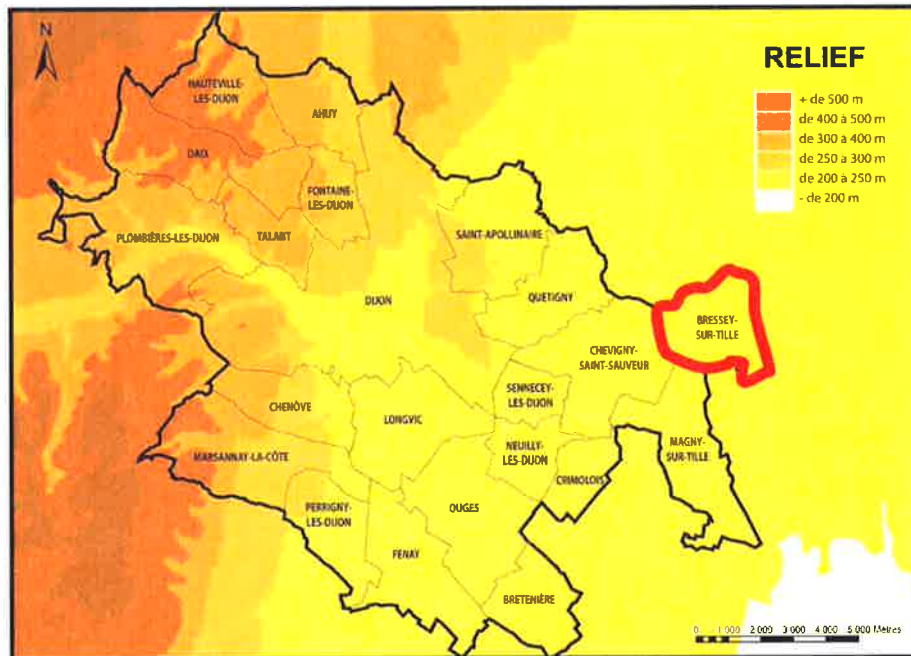 N
RELIEF
+ de 500 m
de 400 à 500 m
de 300 à 400 m
de 250 à 300 m
de 200 à 250 m
- de 200 m
HAUTEVILLE-
LES-DIJON
AHUY
DAIX
FONTAINE-
LES-DIJON
PLOMBIÈRES-LES-DIJON
TALANT
SAINT-APOLLINAIRE
DIJON
QUETIGNY
BRESSEY-
SUR-TILLE
CHEVIGNY-
SAINT-SAUVEUR
SENNECEY-
LES-DIJON
CHENÔVE
LONGVIC
MARSANNAY-LA-CÔTE
NEUILLY-
LES-DIJON
MAGNY-
SUR-TILLE
CRIMOLOIS
PERRIGNY-
LES-DIJON
OUGES
FENAY
BRETENIÈRE
0 1 000 2 000 3 000 4 000 5 000 Mètres